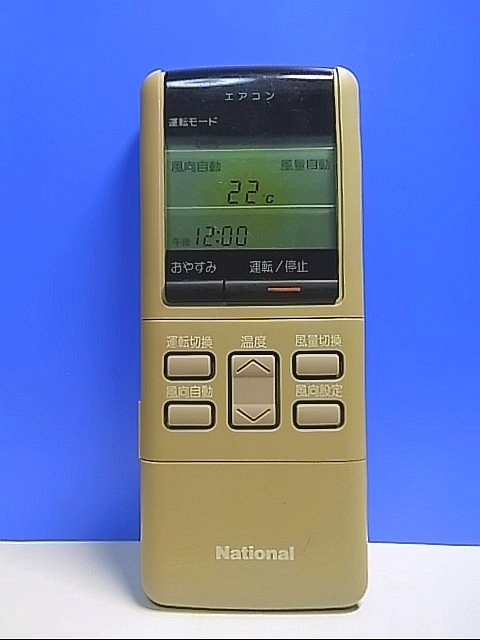 エアコン
運転モード
風向自動 風量自動
22℃
午後 12:00
おやすみ 運転/停止
運転切換 温度 風量切換
風向自動 風向設定
National